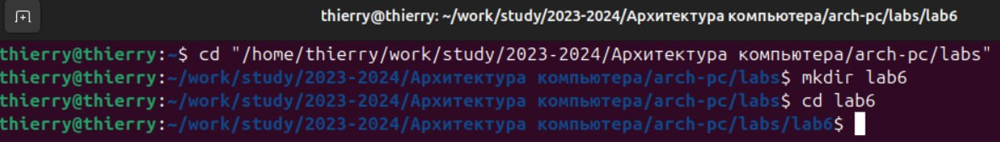 thierry@thierry: ~/work/study/2023-2024/Архитектура компьютера/arch-pc/labs/lab6
thierry@thierry:~$ cd "/home/thierry/work/study/2023-2024/Архитектура компьютера/arch-pc/labs"
thierry@thierry:~/work/study/2023-2024/Архитектура компьютера/arch-pc/labs$ mkdir lab6
thierry@thierry:~/work/study/2023-2024/Архитектура компьютера/arch-pc/labs$ cd lab6
thierry@thierry:~/work/study/2023-2024/Архитектура компьютера/arch-pc/labs/lab6$